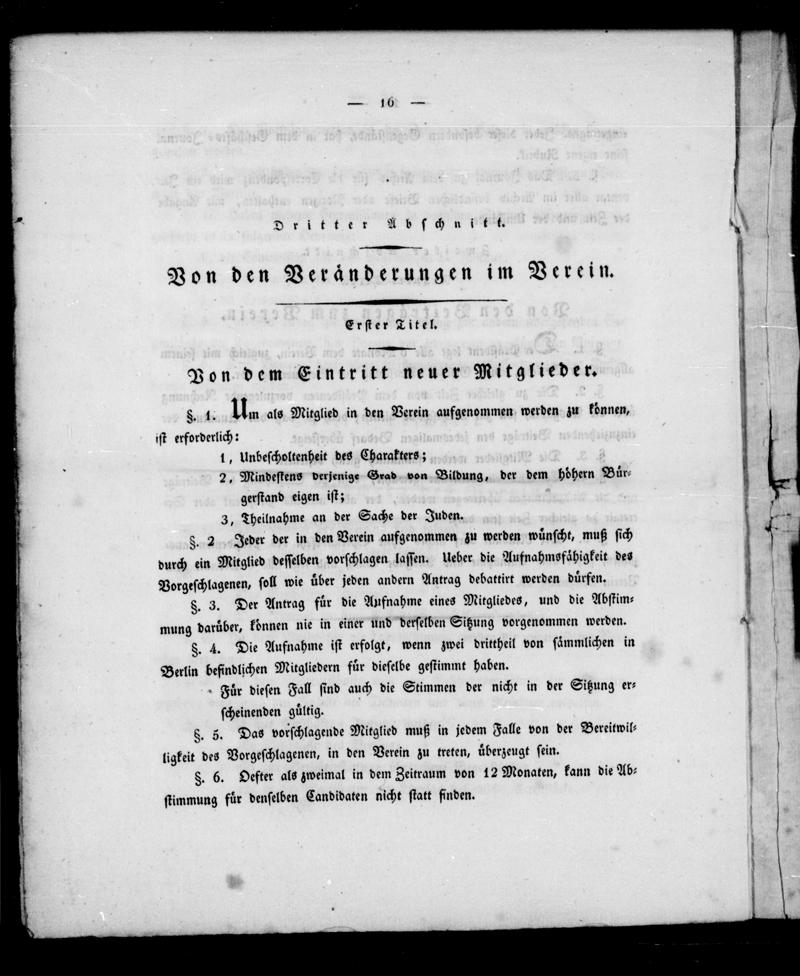 — 16 —
Dritter Abschnitt.
Von den Veränderungen im Verein.
Erster Titel.
Von dem Eintritt neuer Mitglieder.
§. 1. Um als Mitglied in den Verein aufgenommen werden zu können,
ist erforderlich:
1, Unbescholtenheit des Charakters;
2, Mindestens derjenige Grad von Bildung, der dem höhern Bür-
gerstand eigen ist;
3, Theilnahme an der Sache der Juden.
§. 2 Jeder der in den Verein aufgenommen zu werden wünscht, muß sich
durch ein Mitglied desselben vorschlagen lassen. Ueber die Aufnahmsfähigkeit des
Vorgeschlagenen, soll wie über jeden andern Antrag debattirt werden dürfen.
§. 3. Der Antrag für die Aufnahme eines Mitgliedes, und die Abstim-
mung darüber, können nie in einer und derselben Sitzung vorgenommen werden.
§. 4. Die Aufnahme ist erfolgt, wenn zwei drittheil von sämmlichen in
Berlin befindlichen Mitgliedern für dieselbe gestimmt haben.
Für diesen Fall sind auch die Stimmen der nicht in der Sitzung er-
scheinenden gültig.
§. 5. Das vorschlagende Mitglied muß in jedem Falle von der Bereitwil-
ligkeit des Vorgeschlagenen, in den Verein zu treten, überzeugt sein.
§. 6. Oefter als zweimal in dem Zeitraum von 12 Monaten, kann die Ab-
stimmung für denselben Candidaten nicht statt finden.